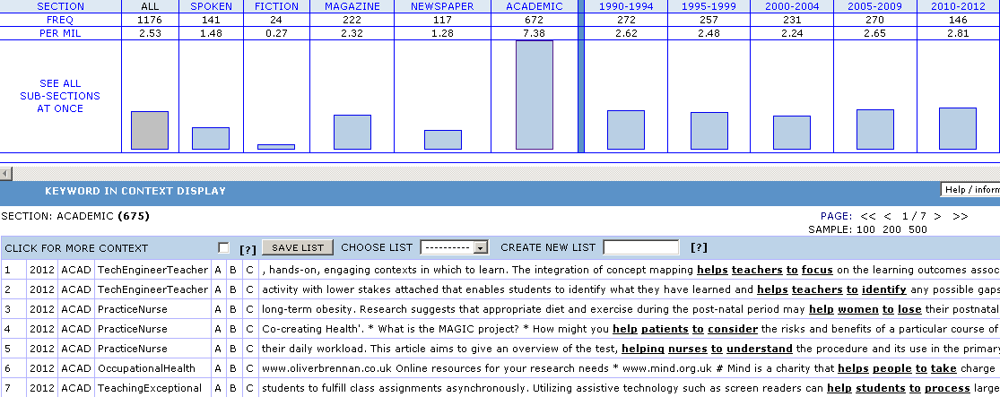 SECTION ALL SPOKEN FICTION MAGAZINE NEWSPAPER ACADEMIC 1990-1994 1995-1999 2000-2004 2005-2009 2010-2012
FREQ 1176 141 24 222 117 672 272 257 231 270 146
PER MIL 2.53 1.48 0.27 2.32 1.28 7.38 2.62 2.48 2.24 2.65 2.81
SEE ALL
SUB-SECTIONS
AT ONCE
KEYWORD IN CONTEXT DISPLAY Help / inform
SECTION: ACADEMIC (675) PAGE: << < 1 / 7 > >>
SAMPLE: 100 200 500
CLICK FOR MORE CONTEXT [?] SAVE LIST CHOOSE LIST ---------- CREATE NEW LIST [?]
1 2012 ACAD TechEngineerTeacher A B C , hands-on, engaging contexts in which to learn. The integration of concept mapping helps teachers to focus on the learning outcomes assoc
2 2012 ACAD TechEngineerTeacher A B C activity with lower stakes attached that enables students to identify what they have learned and helps teachers to identify any possible gaps
3 2012 ACAD PracticeNurse A B C long-term obesity. Research suggests that appropriate diet and exercise during the post-natal period may help women to lose their postnatal
4 2012 ACAD PracticeNurse A B C Co-creating Health'. * What is the MAGIC project? * How might you help patients to consider the risks and benefits of a particular course of
5 2012 ACAD PracticeNurse A B C their daily workload. This article aims to give an overview of the test, helping nurses to understand the procedure and its use in the primary
6 2012 ACAD OccupationalHealth A B C www.oliverbrennan.co.uk Online resources for your research needs * www.mind.org.uk # Mind is a charity that helps people to take charge
7 2012 ACAD TeachingExceptional A B C students to fulfill class assignments asynchronously. Utilizing assistive technology such as screen readers can help students to process large